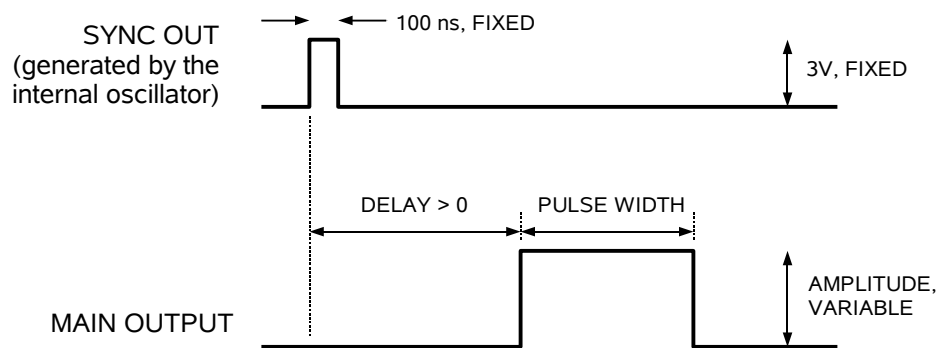 100 ns, FIXED
SYNC OUT
(generated by the
internal oscillator)
3V, FIXED
DELAY > 0
PULSE WIDTH
AMPLITUDE,
VARIABLE
MAIN OUTPUT